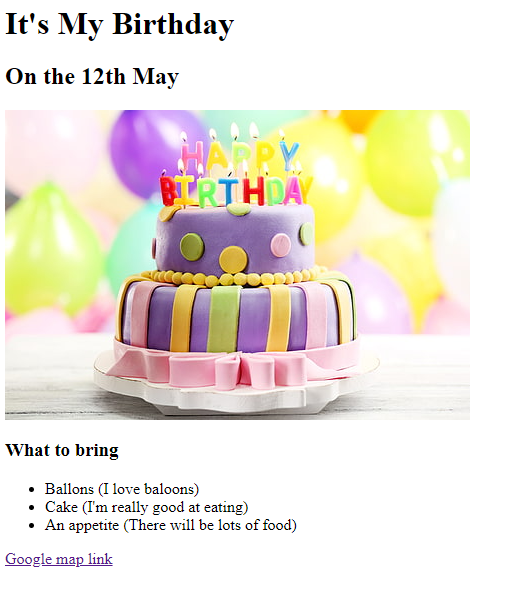 It's My Birthday
On the 12th May
HAPPY
BIRTHDAY
What to bring
Ballons (I love baloons)
Cake (I'm really good at eating)
An appetite (There will be lots of food)
Google map link